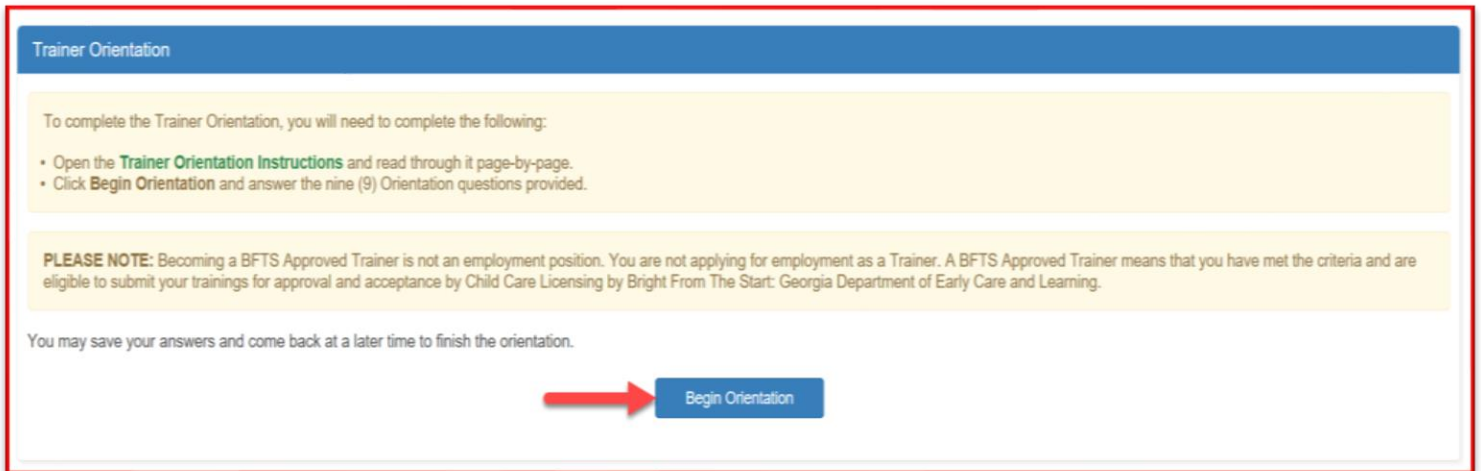 Trainer Orientation
To complete the Trainer Orientation, you will need to complete the following:
• Open the Trainer Orientation Instructions and read through it page-by-page.
• Click Begin Orientation and answer the nine (9) Orientation questions provided.
PLEASE NOTE: Becoming a BFTS Approved Trainer is not an employment position. You are not applying for employment as a Trainer. A BFTS Approved Trainer means that you have met the criteria and are
eligible to submit your trainings for approval and acceptance by Child Care Licensing by Bright From The Start: Georgia Department of Early Care and Learning.
You may save your answers and come back at a later time to finish the orientation.
Begin Orientation